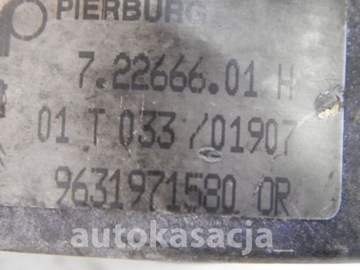 PIERBURG
7.22666.01 H
01 T 033/01907
9631971580 OR
autokasacja